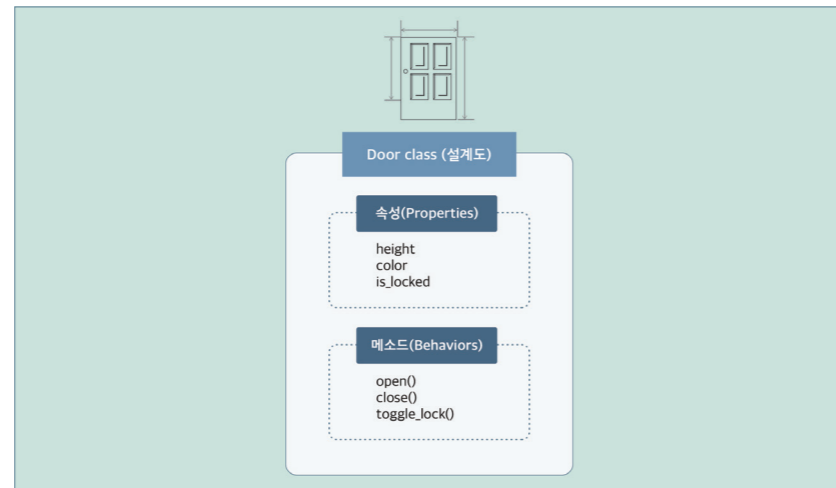 Door class (설계도)
속성(Properties)
height
color
is_locked
메소드(Behaviors)
open()
close()
toggle_lock()